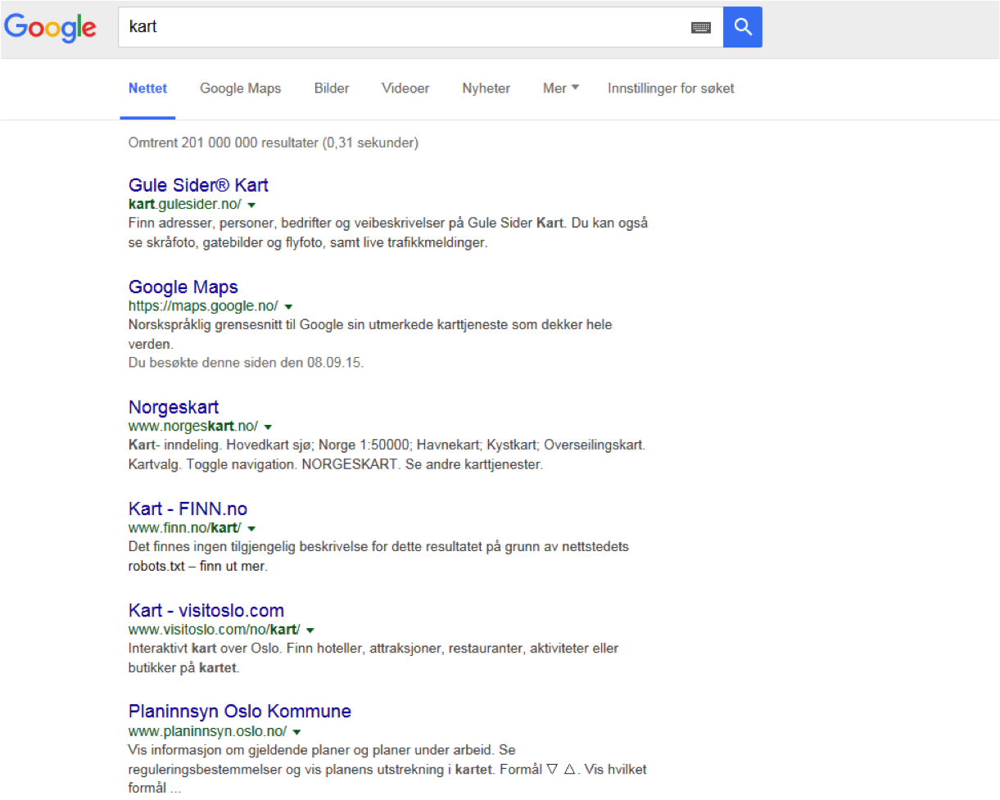 Google kart
Nettet Google Maps Bilder Videoer Nyheter Mer Innstillinger for søket
Omtrent 201 000 000 resultater (0,31 sekunder)
Gule Sider® Kart
kart.gulesider.no/
Finn adresser, personer, bedrifter og veibeskrivelser på Gule Sider Kart. Du kan også
se skråfoto, gatebilder og flyfoto, samt live trafikkmeldinger.
Google Maps
https://maps.google.no/
Norskspråklig grensesnitt til Google sin utmerkede karttjeneste som dekker hele
verden.
Du besøkte denne siden den 08.09.15.
Norgeskart
www.norgeskart.no/
Kart- inndeling. Hovedkart sjø; Norge 1:50000; Havnekart; Kystkart; Overseilingskart.
Kartvalg. Toggle navigation. NORGESKART. Se andre karttjenester.
Kart - FINN.no
www.finn.no/kart/
Det finnes ingen tilgjengelig beskrivelse for dette resultatet på grunn av nettstedets
robots.txt – finn ut mer.
Kart - visitoslo.com
www.visitoslo.com/no/kart/
Interaktivt kart over Oslo. Finn hoteller, attraksjoner, restauranter, aktiviteter eller
butikker på kartet.
Planinnsyn Oslo Kommune
www.planinnsyn.oslo.no/
Vis informasjon om gjeldende planer og planer under arbeid. Se
reguleringsbestemmelser og vis planens utstrekning i kartet. Formål ▽ △. Vis hvilket
formål ...